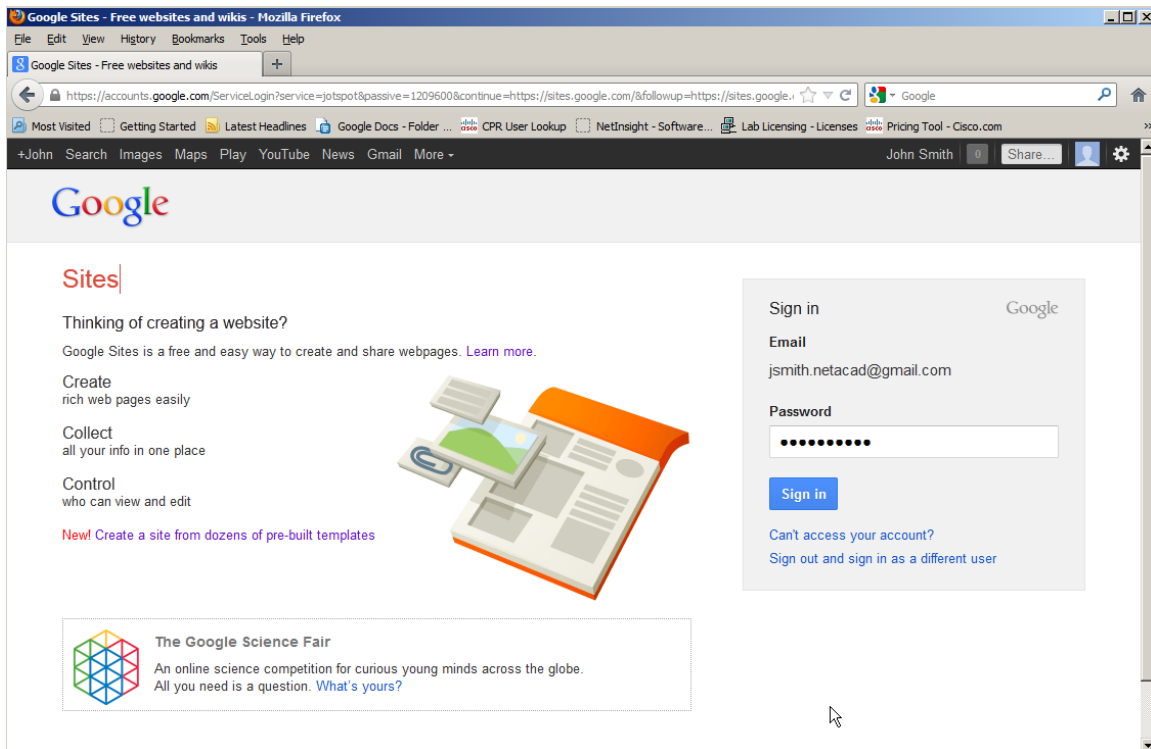 Google Sites - Free websites and wikis - Mozilla Firefox
File Edit View History Bookmarks Tools Help
Google Sites - Free websites and wikis
https://accounts.google.com/ServiceLogin?service=jotspot&passive=1209600&continue=https://sites.google.com/&followup=https://sites.google.
Google
Most Visited Getting Started Latest Headlines Google Docs - Folder ... CPR User Lookup NetInsight - Software... Lab Licensing - Licenses Pricing Tool - Cisco.com
+John Search Images Maps Play YouTube News Gmail More
John Smith 0 Share...
Google
Sites
Thinking of creating a website?
Google Sites is a free and easy way to create and share webpages. Learn more.
Create
rich web pages easily
Collect
all your info in one place
Control
who can view and edit
New! Create a site from dozens of pre-built templates
The Google Science Fair
An online science competition for curious young minds across the globe.
All you need is a question. What's yours?
Sign in Google
Email
jsmith.netacad@gmail.com
Password
••••••••••
Sign in
Can't access your account?
Sign out and sign in as a different user